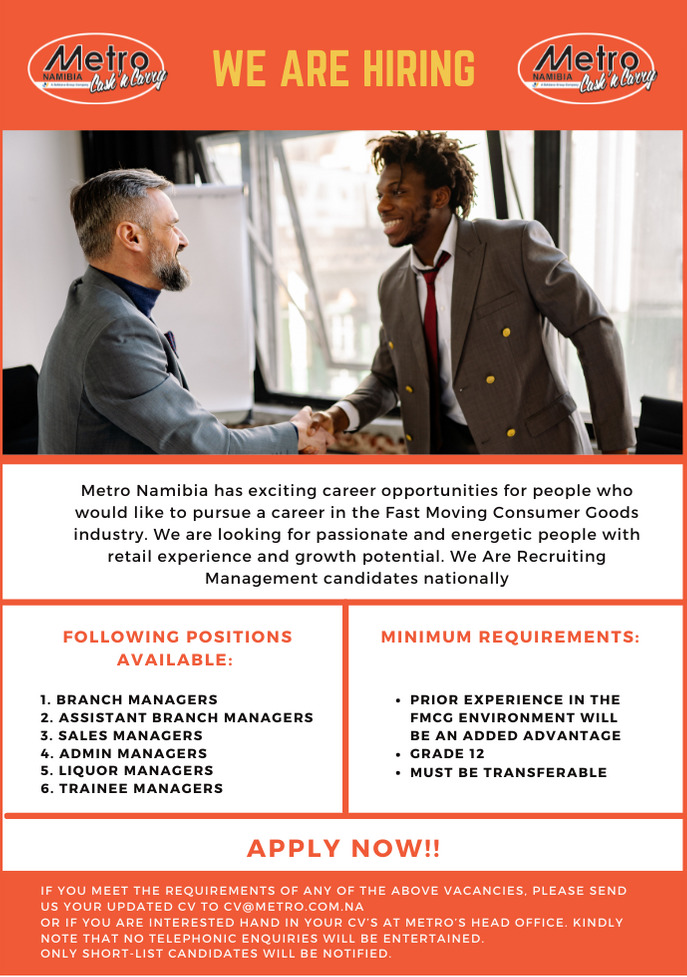 Metro
NAMIBIA
Cash 'n Carry
WE ARE HIRING
Metro
NAMIBIA
Cash 'n Carry
Metro Namibia has exciting career opportunities for people who
would like to pursue a career in the Fast Moving Consumer Goods
industry. We are looking for passionate and energetic people with
retail experience and growth potential. We Are Recruiting
Management candidates nationally
FOLLOWING POSITIONS
AVAILABLE:
1. BRANCH MANAGERS
2. ASSISTANT BRANCH MANAGERS
3. SALES MANAGERS
4. ADMIN MANAGERS
5. LIQUOR MANAGERS
6. TRAINEE MANAGERS
MINIMUM REQUIREMENTS:
• PRIOR EXPERIENCE IN THE
FMCG ENVIRONMENT WILL
BE AN ADDED ADVANTAGE
• GRADE 12
• MUST BE TRANSFERABLE
APPLY NOW!!
IF YOU MEET THE REQUIREMENTS OF ANY OF THE ABOVE VACANCIES, PLEASE SEND
US YOUR UPDATED CV TO CV@METRO.COM.NA
OR IF YOU ARE INTERESTED HAND IN YOUR CV'S AT METRO'S HEAD OFFICE. KINDLY
NOTE THAT NO TELEPHONIC ENQUIRIES WILL BE ENTERTAINED.
ONLY SHORT-LIST CANDIDATES WILL BE NOTIFIED.